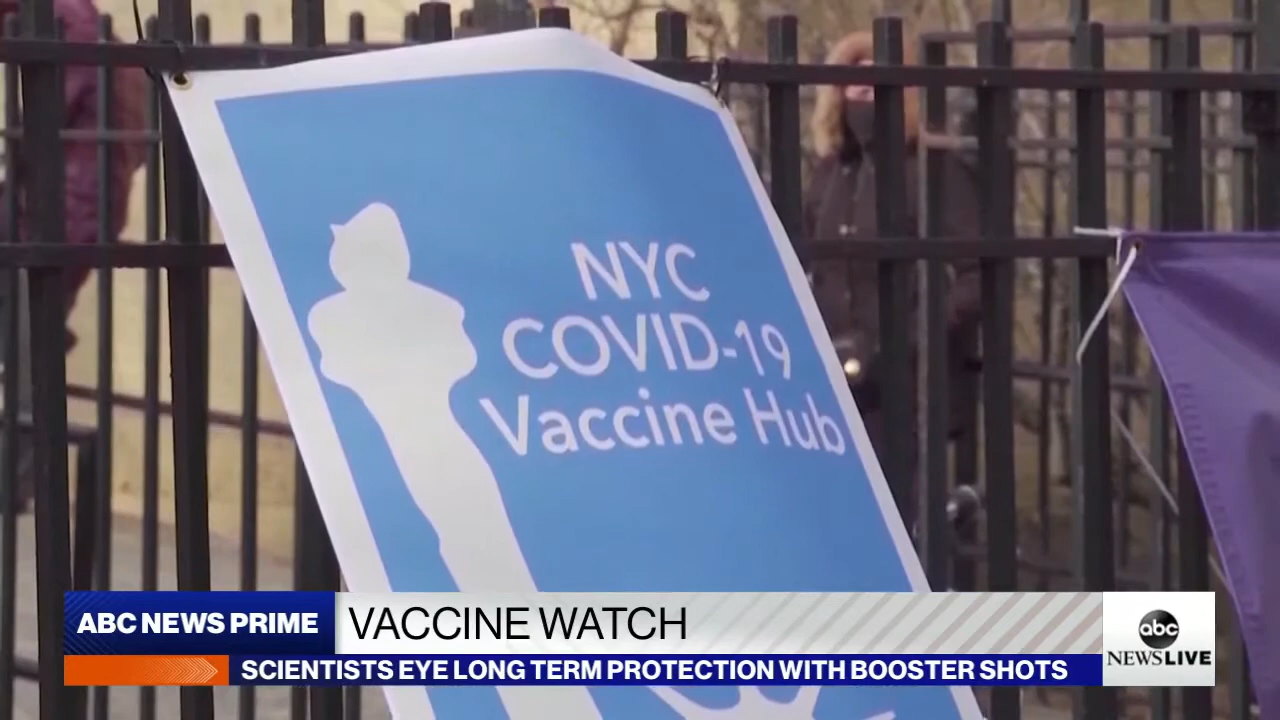 NYC
COVID-19
Vaccine Hub
ABC NEWS PRIME
VACCINE WATCH
SCIENTISTS EYE LONG TERM PROTECTION WITH BOOSTER SHOTS
abc
NEWSLIVE